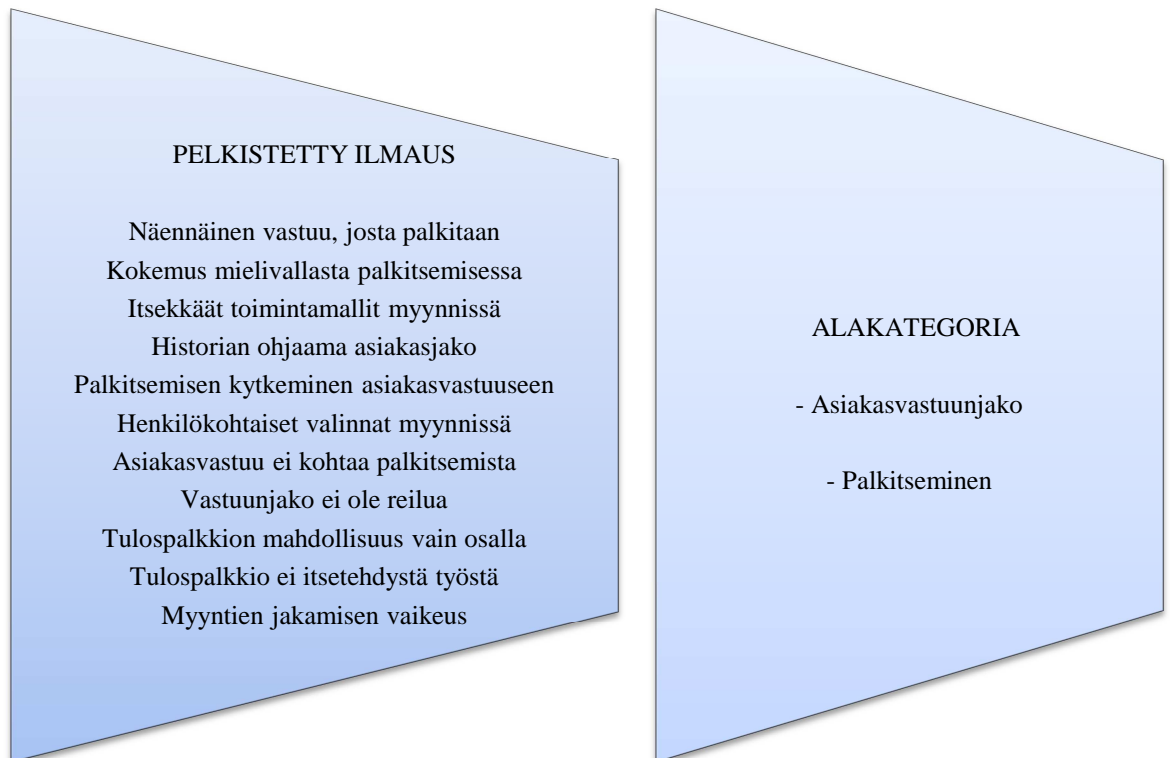 PELKISTETTY ILMAUS
Näennäinen vastuu, josta palkitaan
Kokemus mielivallasta palkitsemisessa
Itsekkäät toimintamallit myynnissä
Historian ohjaama asiakasjako
Palkitsemisen kytkeminen asiakasvastuuseen
Henkilökohtaiset valinnat myynnissä
Asiakasvastuu ei kohtaa palkitsemista
Vastuunjako ei ole reilua
Tulospalkkion mahdollisuus vain osalla
Tulospalkkio ei itsetehdystä työstä
Myyntien jakamisen vaikeus
ALAKATEGORIA
- Asiakasvastuunjako
- Palkitseminen